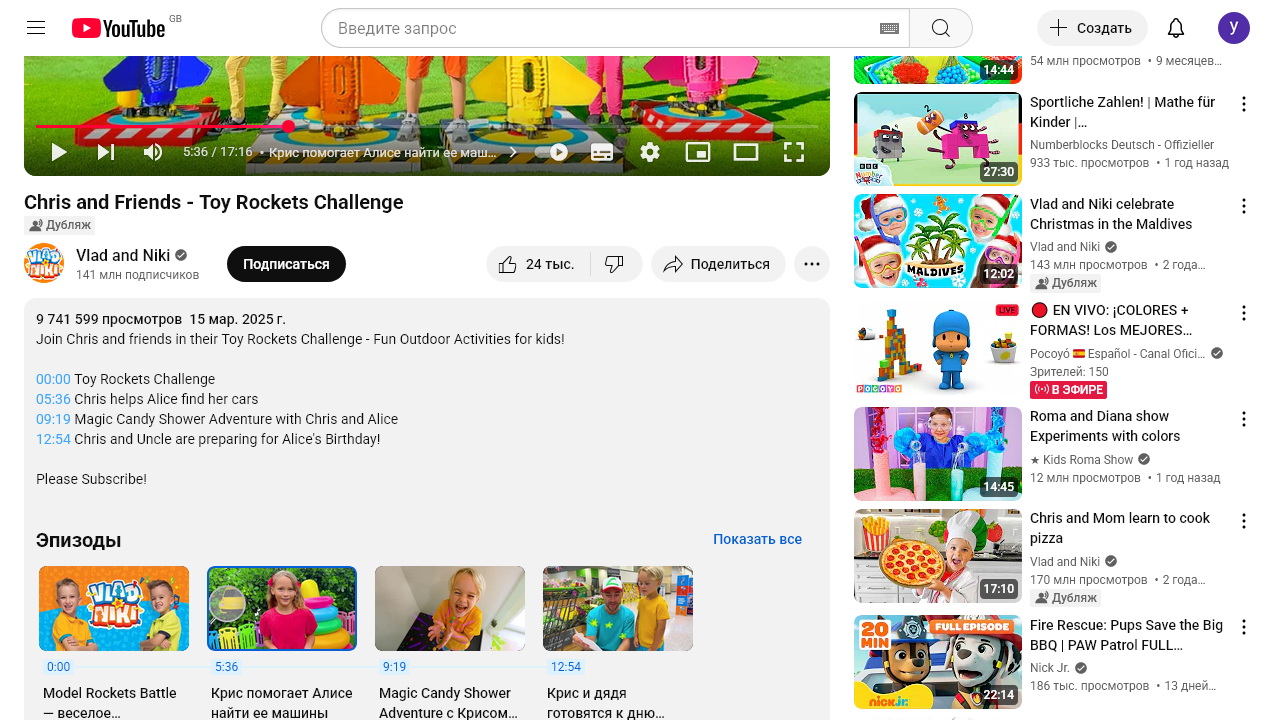 YouTube GB
Введите запрос
Создать
y
5:36 / 17:16 • Крис помогает Алисе найти ее маш...
Chris and Friends - Toy Rockets Challenge
Дубляж
Vlad and Niki
141 млн подписчиков
Подписаться
24 тыс.
Поделиться
9 741 599 просмотров 15 мар. 2025 г.
Join Chris and friends in their Toy Rockets Challenge - Fun Outdoor Activities for kids!
00:00 Toy Rockets Challenge
05:36 Chris helps Alice find her cars
09:19 Magic Candy Shower Adventure with Chris and Alice
12:54 Chris and Uncle are preparing for Alice's Birthday!
Please Subscribe!
Эпизоды
Показать все
VLAD
NIKI
0:00
Model Rockets Battle
— веселое...
5:36
Крис помогает Алисе
найти ее машины
9:19
Magic Candy Shower
Adventure с Крисом...
12:54
Крис и дядя
готовятся к дню...
14:44
54 млн просмотров • 9 месяцев...
27:30
Sportliche Zahlen! | Mathe für
Kinder |...
Numberblocks Deutsch - Offizieller
933 тыс. просмотров • 1 год назад
MALDIVES
12:02
Vlad and Niki celebrate
Christmas in the Maldives
Vlad and Niki
143 млн просмотров • 2 года...
Дубляж
LIVE
POCOYO
EN VIVO: ¡COLORES +
FORMAS! Los MEJORES...
Pocoyó 🇪🇸 Español - Canal Ofici...
Зрителей: 150
В ЭФИРЕ
14:45
Roma and Diana show
Experiments with colors
★ Kids Roma Show
12 млн просмотров • 1 год назад
17:10
Chris and Mom learn to cook
pizza
Vlad and Niki
170 млн просмотров • 2 года...
Дубляж
20
MIN
FULL EPISODE
nick jr.
22:14
Fire Rescue: Pups Save the Big
BBQ | PAW Patrol FULL...
Nick Jr.
186 тыс. просмотров • 13 дней...